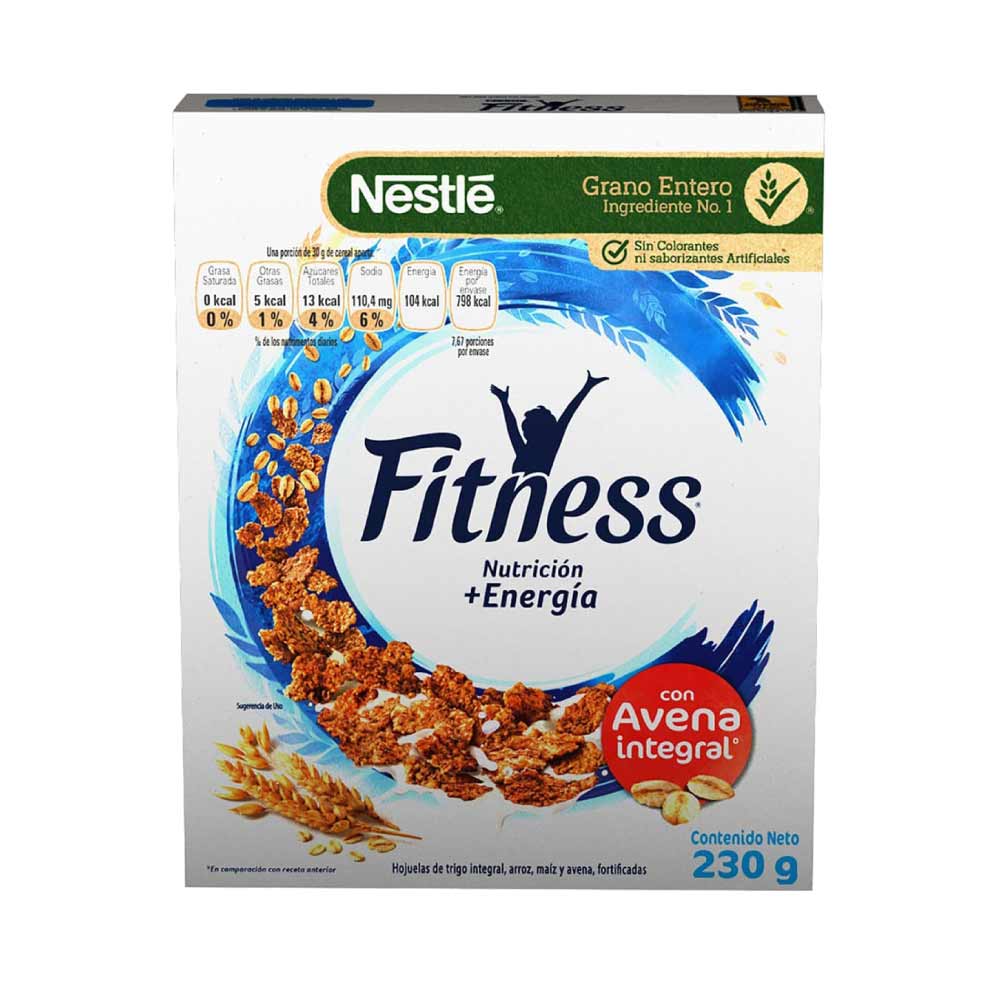 Fitness
Nestlé®
Grano Entero
Ingrediente No. 1
Sin Colorantes
ni saborizantes Artificiales
Una porción de 30 g de cereal aporta:
Grasa Saturada 0 kcal 0 %
Otras Grasas 5 kcal 1 %
Azúcares Totales 13 kcal 4 %
Sodio 110,4 mg 6 %
Energía 104 kcal
Energía por envase 798 kcal
% de los nutrimentos diarios
7,67 porciones
por envase
Fitness®
Nutrición
+Energía
con
Avena
integral°
Sugerencia de Uso
Contenido Neto
230 g
*En comparación con receta anterior
Hojuelas de trigo integral, arroz, maíz y avena, fortificadas